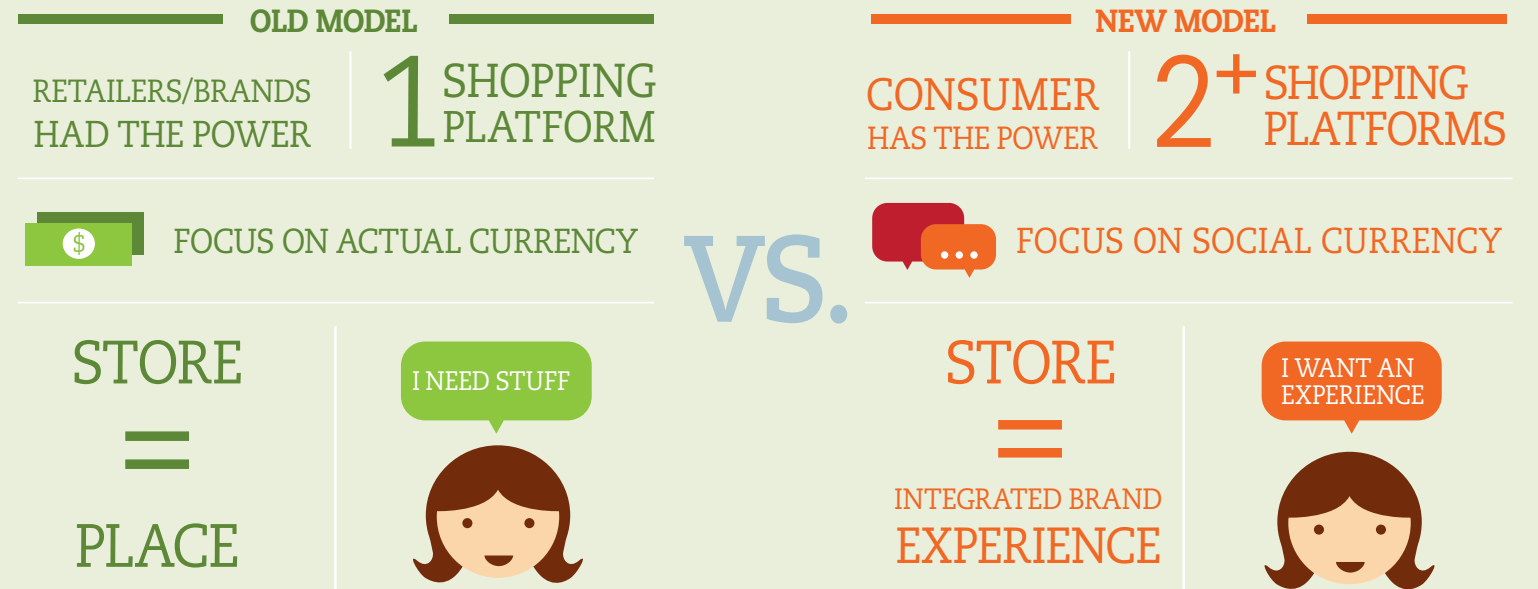 OLD MODEL
RETAILERS/BRANDS
HAD THE POWER
1 SHOPPING
PLATFORM
$
FOCUS ON ACTUAL CURRENCY
STORE
=
PLACE
I NEED STUFF
VS.
NEW MODEL
CONSUMER
HAS THE POWER
2+ SHOPPING
PLATFORMS
...
FOCUS ON SOCIAL CURRENCY
STORE
=
INTEGRATED BRAND
EXPERIENCE
I WANT AN
EXPERIENCE